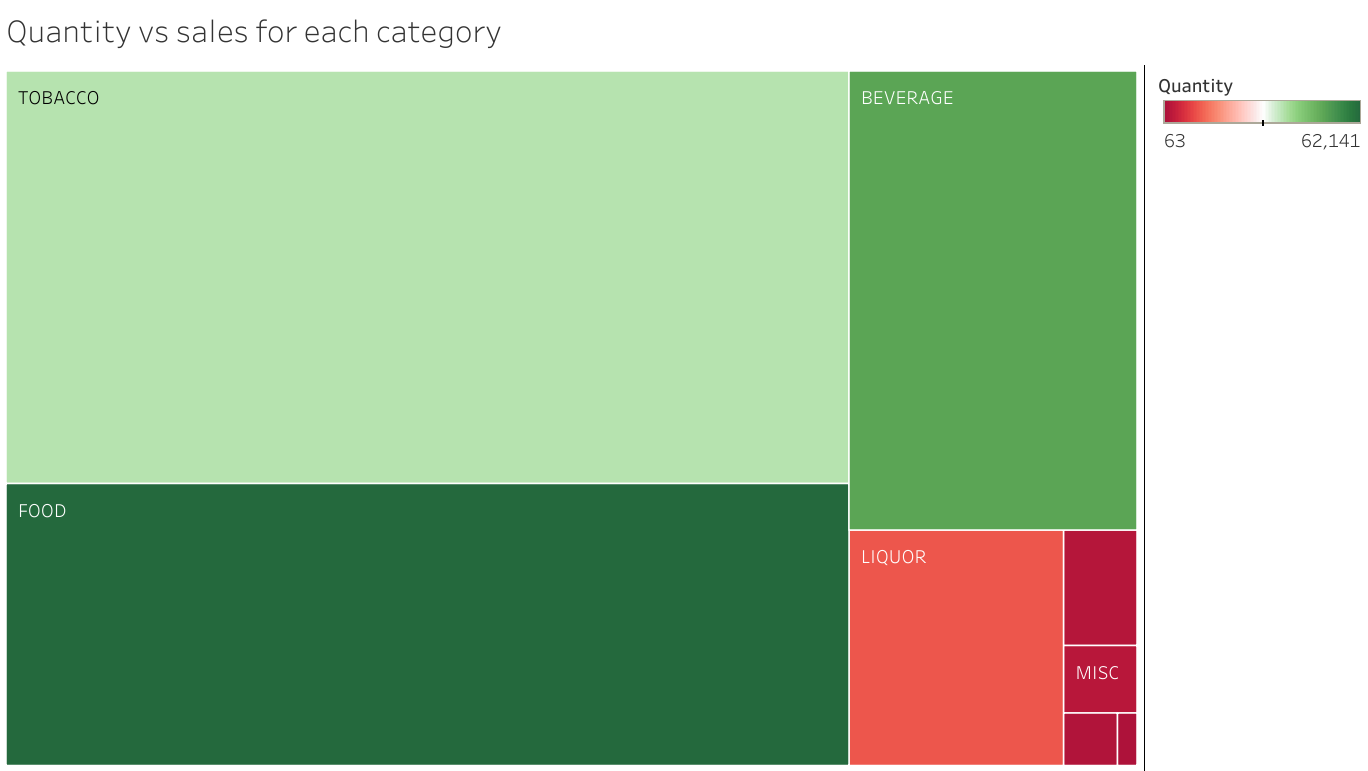 Quantity vs sales for each category
TOBACCO
BEVERAGE
Quantity
63
62,141
FOOD
LIQUOR
MISC